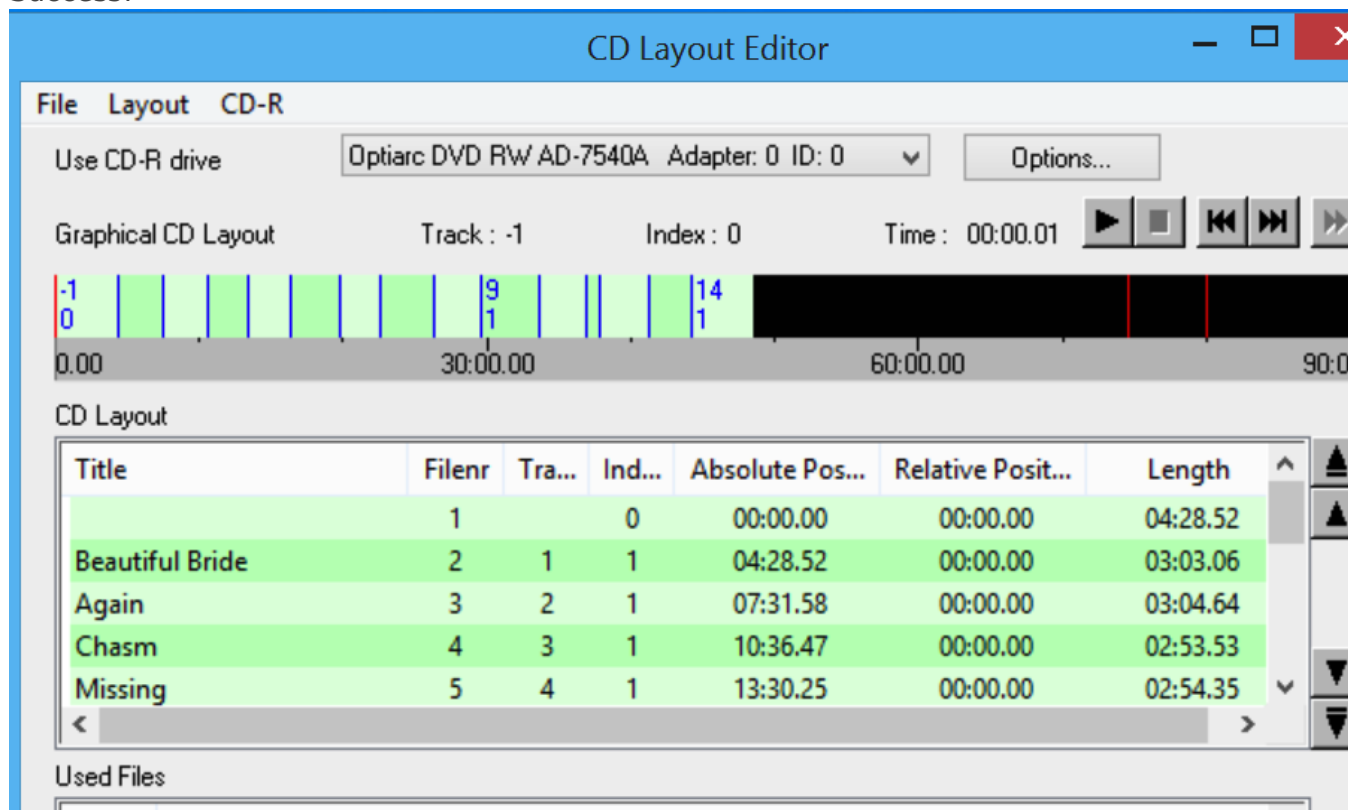 CD Layout Editor
File Layout CD-R
Use CD-R drive Optiarc DVD RW AD-7540A Adapter: 0 ID: 0 Options...
Graphical CD Layout Track : -1 Index : 0 Time : 00:00.01
-1 9 14
0 1 1
0.00 30:00.00 60:00.00 90:0
CD Layout
Title Filenr Tra... Ind... Absolute Pos... Relative Posit... Length
1 0 00:00.00 00:00.00 04:28.52
Beautiful Bride 2 1 1 04:28.52 00:00.00 03:03.06
Again 3 2 1 07:31.58 00:00.00 03:04.64
Chasm 4 3 1 10:36.47 00:00.00 02:53.53
Missing 5 4 1 13:30.25 00:00.00 02:54.35
Used Files